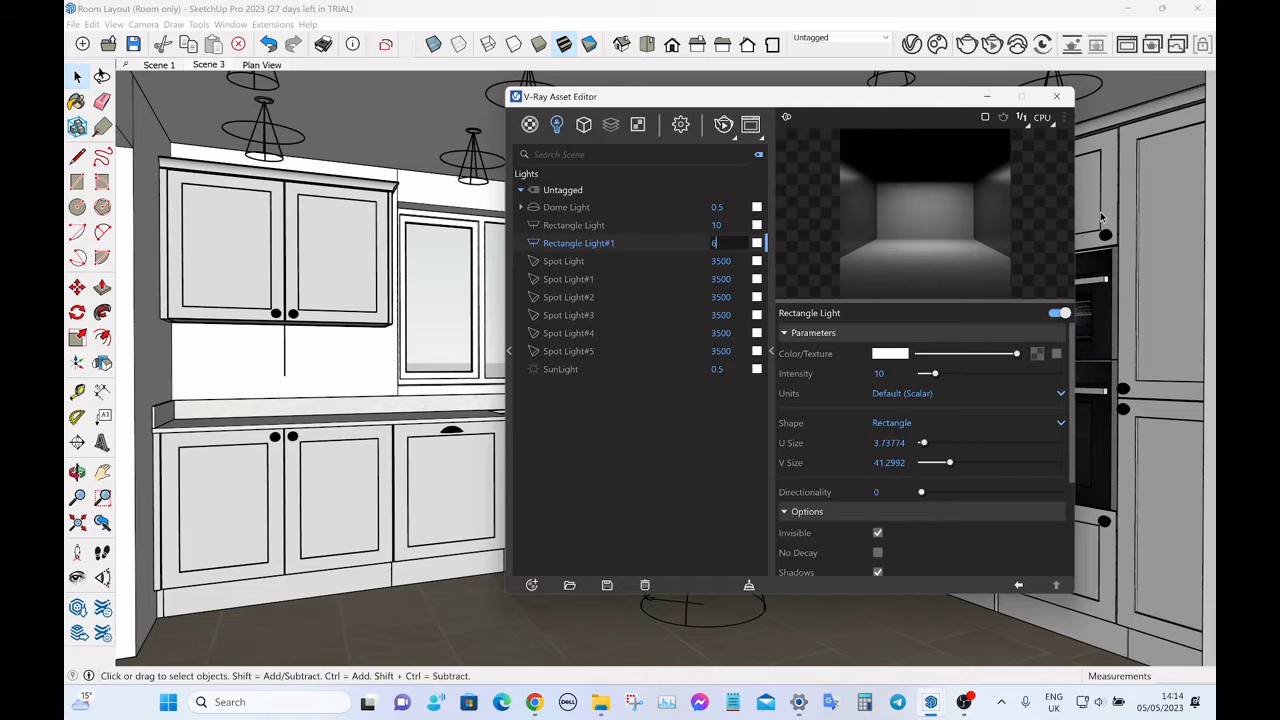 Room Layout (Room only) - SketchUp Pro 2023 (27 days left in TRIAL)
File Edit View Camera Draw Tools Window Extensions Help
Untagged
Scene 1 Scene 3 Plan View
V-Ray Asset Editor
1/1 CPU
Search Scene
Lights
Untagged
Dome Light 0.5
Rectangle Light 10
Rectangle Light#1 6
Spot Light 3500
Spot Light#1 3500
Spot Light#2 3500
Spot Light#3 3500
Spot Light#4 3500
Spot Light#5 3500
SunLight 0.5
Rectangle Light
Parameters
Color/Texture
Intensity 10
Units Default (Scalar)
Shape Rectangle
U Size 3.73774
V Size 41.2992
Directionality 0
Options
Invisible
No Decay
Shadows
A1
Click or drag to select objects. Shift = Add/Subtract. Ctrl = Add. Shift + Ctrl = Subtract.
Measurements
15°
Search
DELL
ENG
UK
14:14
05/05/2023